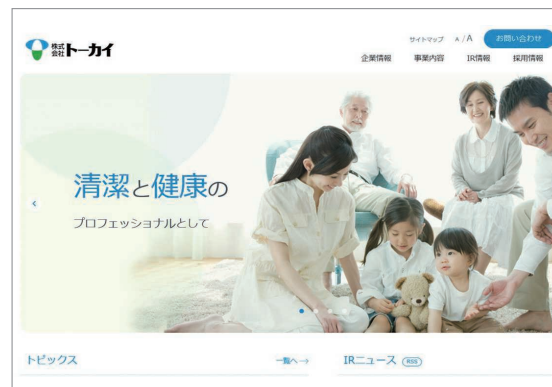 株式会社トーカイ
サイトマップ A / A お問い合わせ
企業情報 事業内容 IR情報 採用情報
清潔と健康の
プロフェッショナルとして
トピックス 一覧へ→
IRニュース RSS